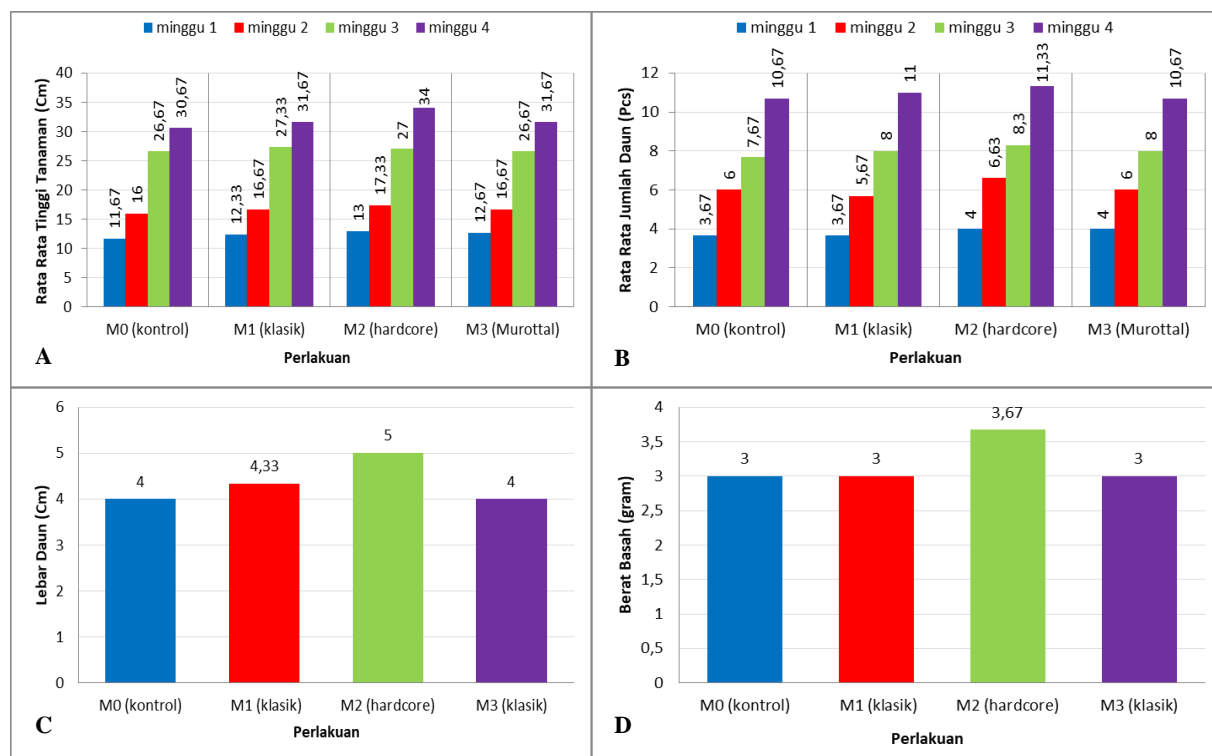 minggu 1 minggu 2 minggu 3 minggu 4
Rata Rata Tinggi Tanaman (Cm)
40
35
30
25
20
15
10
5
0
11,67 16 26,67 30,67
12,33 16,67 27,33 31,67
13 17,33 27 34
12,67 16,67 26,67 31,67
M0 (kontrol) M1 (klasik) M2 (hardcore) M3 (Murottal)
Perlakuan
A
minggu 1 minggu 2 minggu 3 minggu 4
Rata Rata Jumlah Daun (Pcs)
12
10
8
6
4
2
0
3,67 6 7,67 10,67
3,67 5,67 8 11
4 6,63 8,3 11,33
4 6 8 10,67
M0 (kontrol) M1 (klasik) M2 (hardcore) M3 (Murottal)
Perlakuan
B
Lebar Daun (Cm)
6
5
4
3
2
1
0
4 4,33 5 4
M0 (kontrol) M1 (klasik) M2 (hardcore) M3 (klasik)
Perlakuan
C
Berat Basah (gram)
4
3,5
3
2,5
2
1,5
1
0,5
0
3 3 3,67 3
M0 (kontrol) M1 (klasik) M2 (hardcore) M3 (klasik)
Perlakuan
D